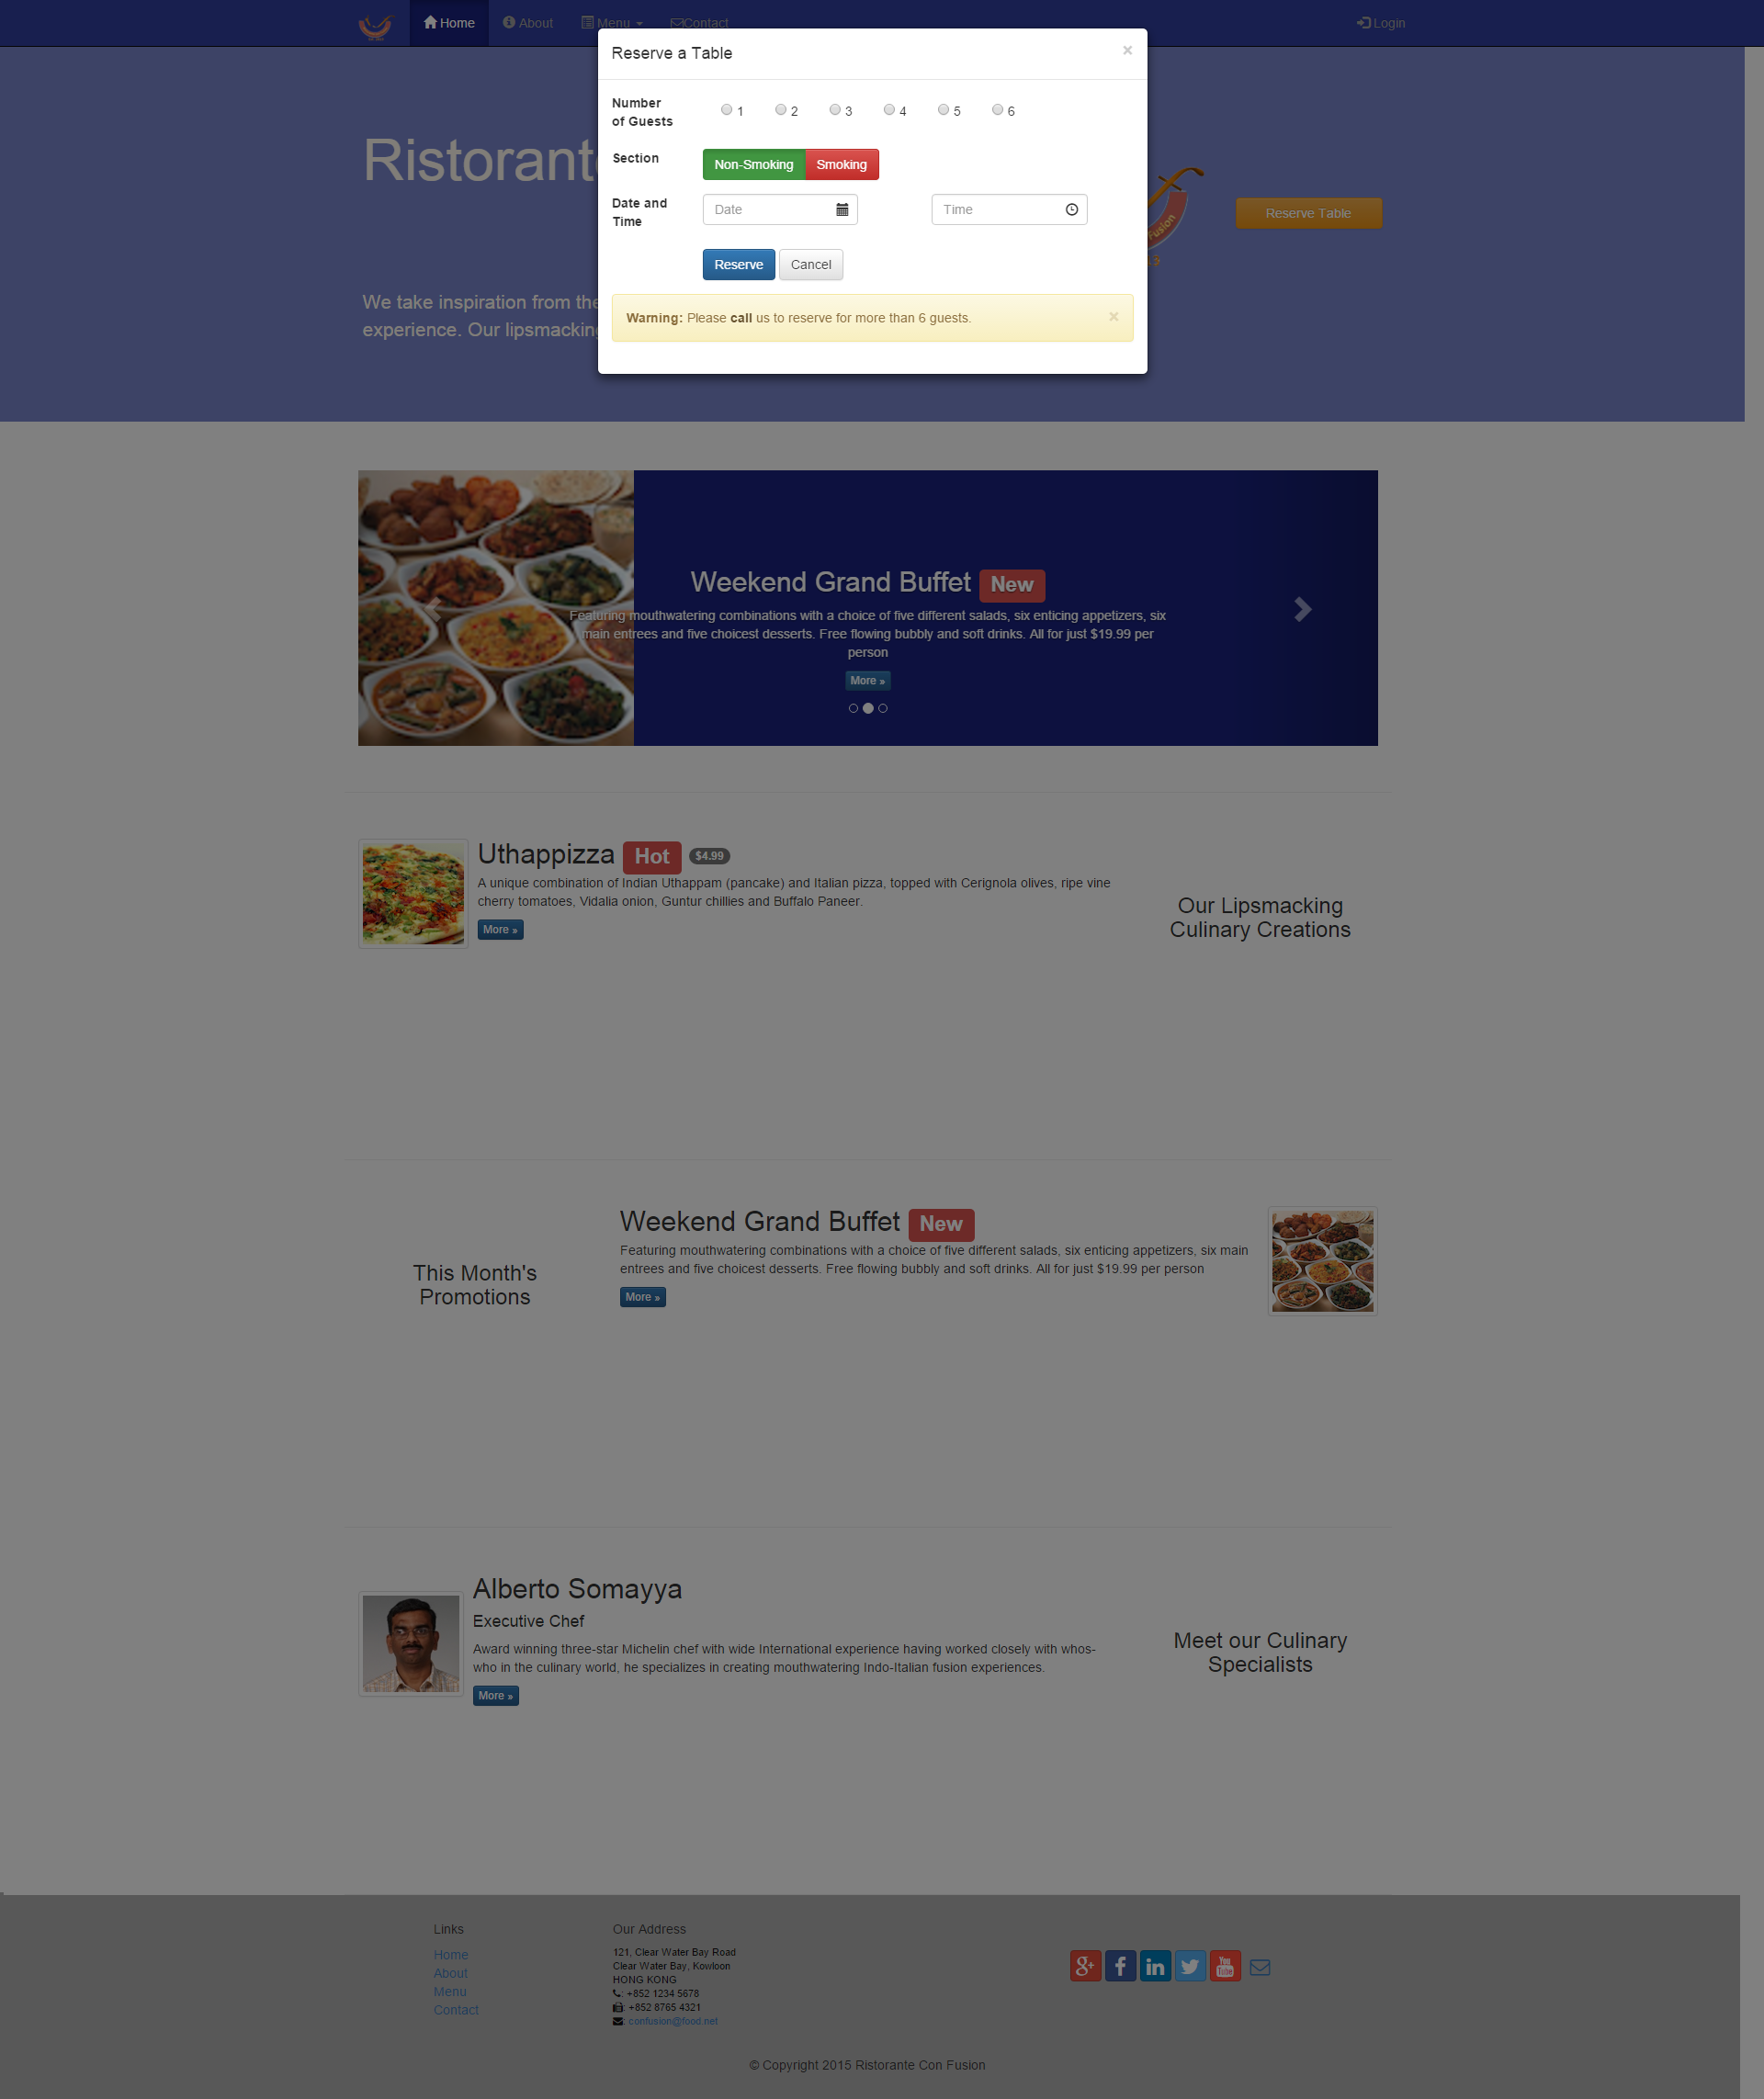 Home
About
Menu
Contact
Login
Reserve a Table
×
Number
of Guests
1 2 3 4 5 6
Section
Non-Smoking
Smoking
Date and
Time
Date
Time
Reserve
Cancel
Warning: Please call us to reserve for more than 6 guests.
×
Ristorante
Fusion
Reserve Table
We take inspiration from the
experience. Our lipsmacking
Weekend Grand Buffet New
Featuring mouthwatering combinations with a choice of five different salads, six enticing appetizers, six
main entrees and five choicest desserts. Free flowing bubbly and soft drinks. All for just $19.99 per
person
More »
Uthappizza Hot $4.99
A unique combination of Indian Uthappam (pancake) and Italian pizza, topped with Cerignola olives, ripe vine
cherry tomatoes, Vidalia onion, Guntur chillies and Buffalo Paneer.
More »
Our Lipsmacking
Culinary Creations
This Month's
Promotions
Weekend Grand Buffet New
Featuring mouthwatering combinations with a choice of five different salads, six enticing appetizers, six main
entrees and five choicest desserts. Free flowing bubbly and soft drinks. All for just $19.99 per person
More »
Alberto Somayya
Executive Chef
Award winning three-star Michelin chef with wide International experience having worked closely with whos-
who in the culinary world, he specializes in creating mouthwatering Indo-Italian fusion experiences.
More »
Meet our Culinary
Specialists
Links
Home
About
Menu
Contact
Our Address
121, Clear Water Bay Road
Clear Water Bay, Kowloon
HONG KONG
: +852 1234 5678
: +852 8765 4321
: confusion@food.net
g+ f in You Tube
© Copyright 2015 Ristorante Con Fusion